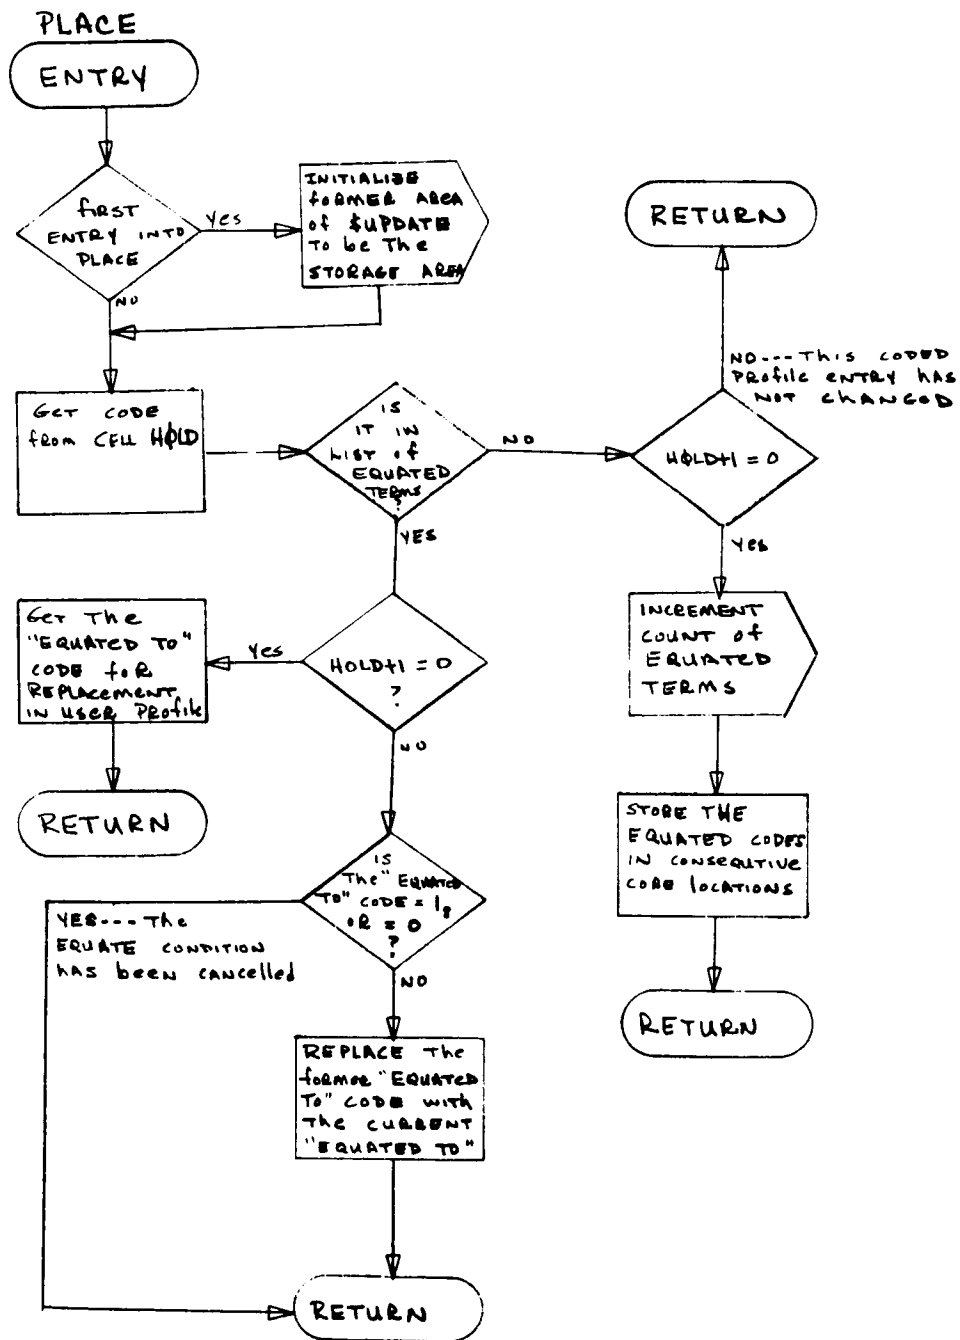 PLACE
ENTRY
FIRST
ENTRY INTO
PLACE
Yes
NO
INITIALIZE
FORMER AREA
of $UPDATE
TO be The
STORAGE AREA
GET CODE
from CELL HØLD
IS
IT IN
LIST of
EQUATED
TERMS
?
NO
YES
HØLD+1 = 0
NO---This CODED
Profile ENTRY has
NOT CHANGED
RETURN
Yes
INCREMENT
COUNT of
EQUATED
TERMS
STORE THE
EQUATED CODES
IN CONSEQUTIVE
CORE locations
RETURN
HOLD+1 = 0
?
Yes
GET The
"EQUATED TO"
CODE foR
REPLACEMENT
IN USER Profile
RETURN
NO
IS
The "EQUATED
TO" CODE = 1₈
OR = 0
?
YES---The
EQUATE CONDITION
has been CANCElled
NO
REPLACE The
foRMER "EQUATED
TO" CODE with
The CURRENT
"EQUATED TO"
RETURN